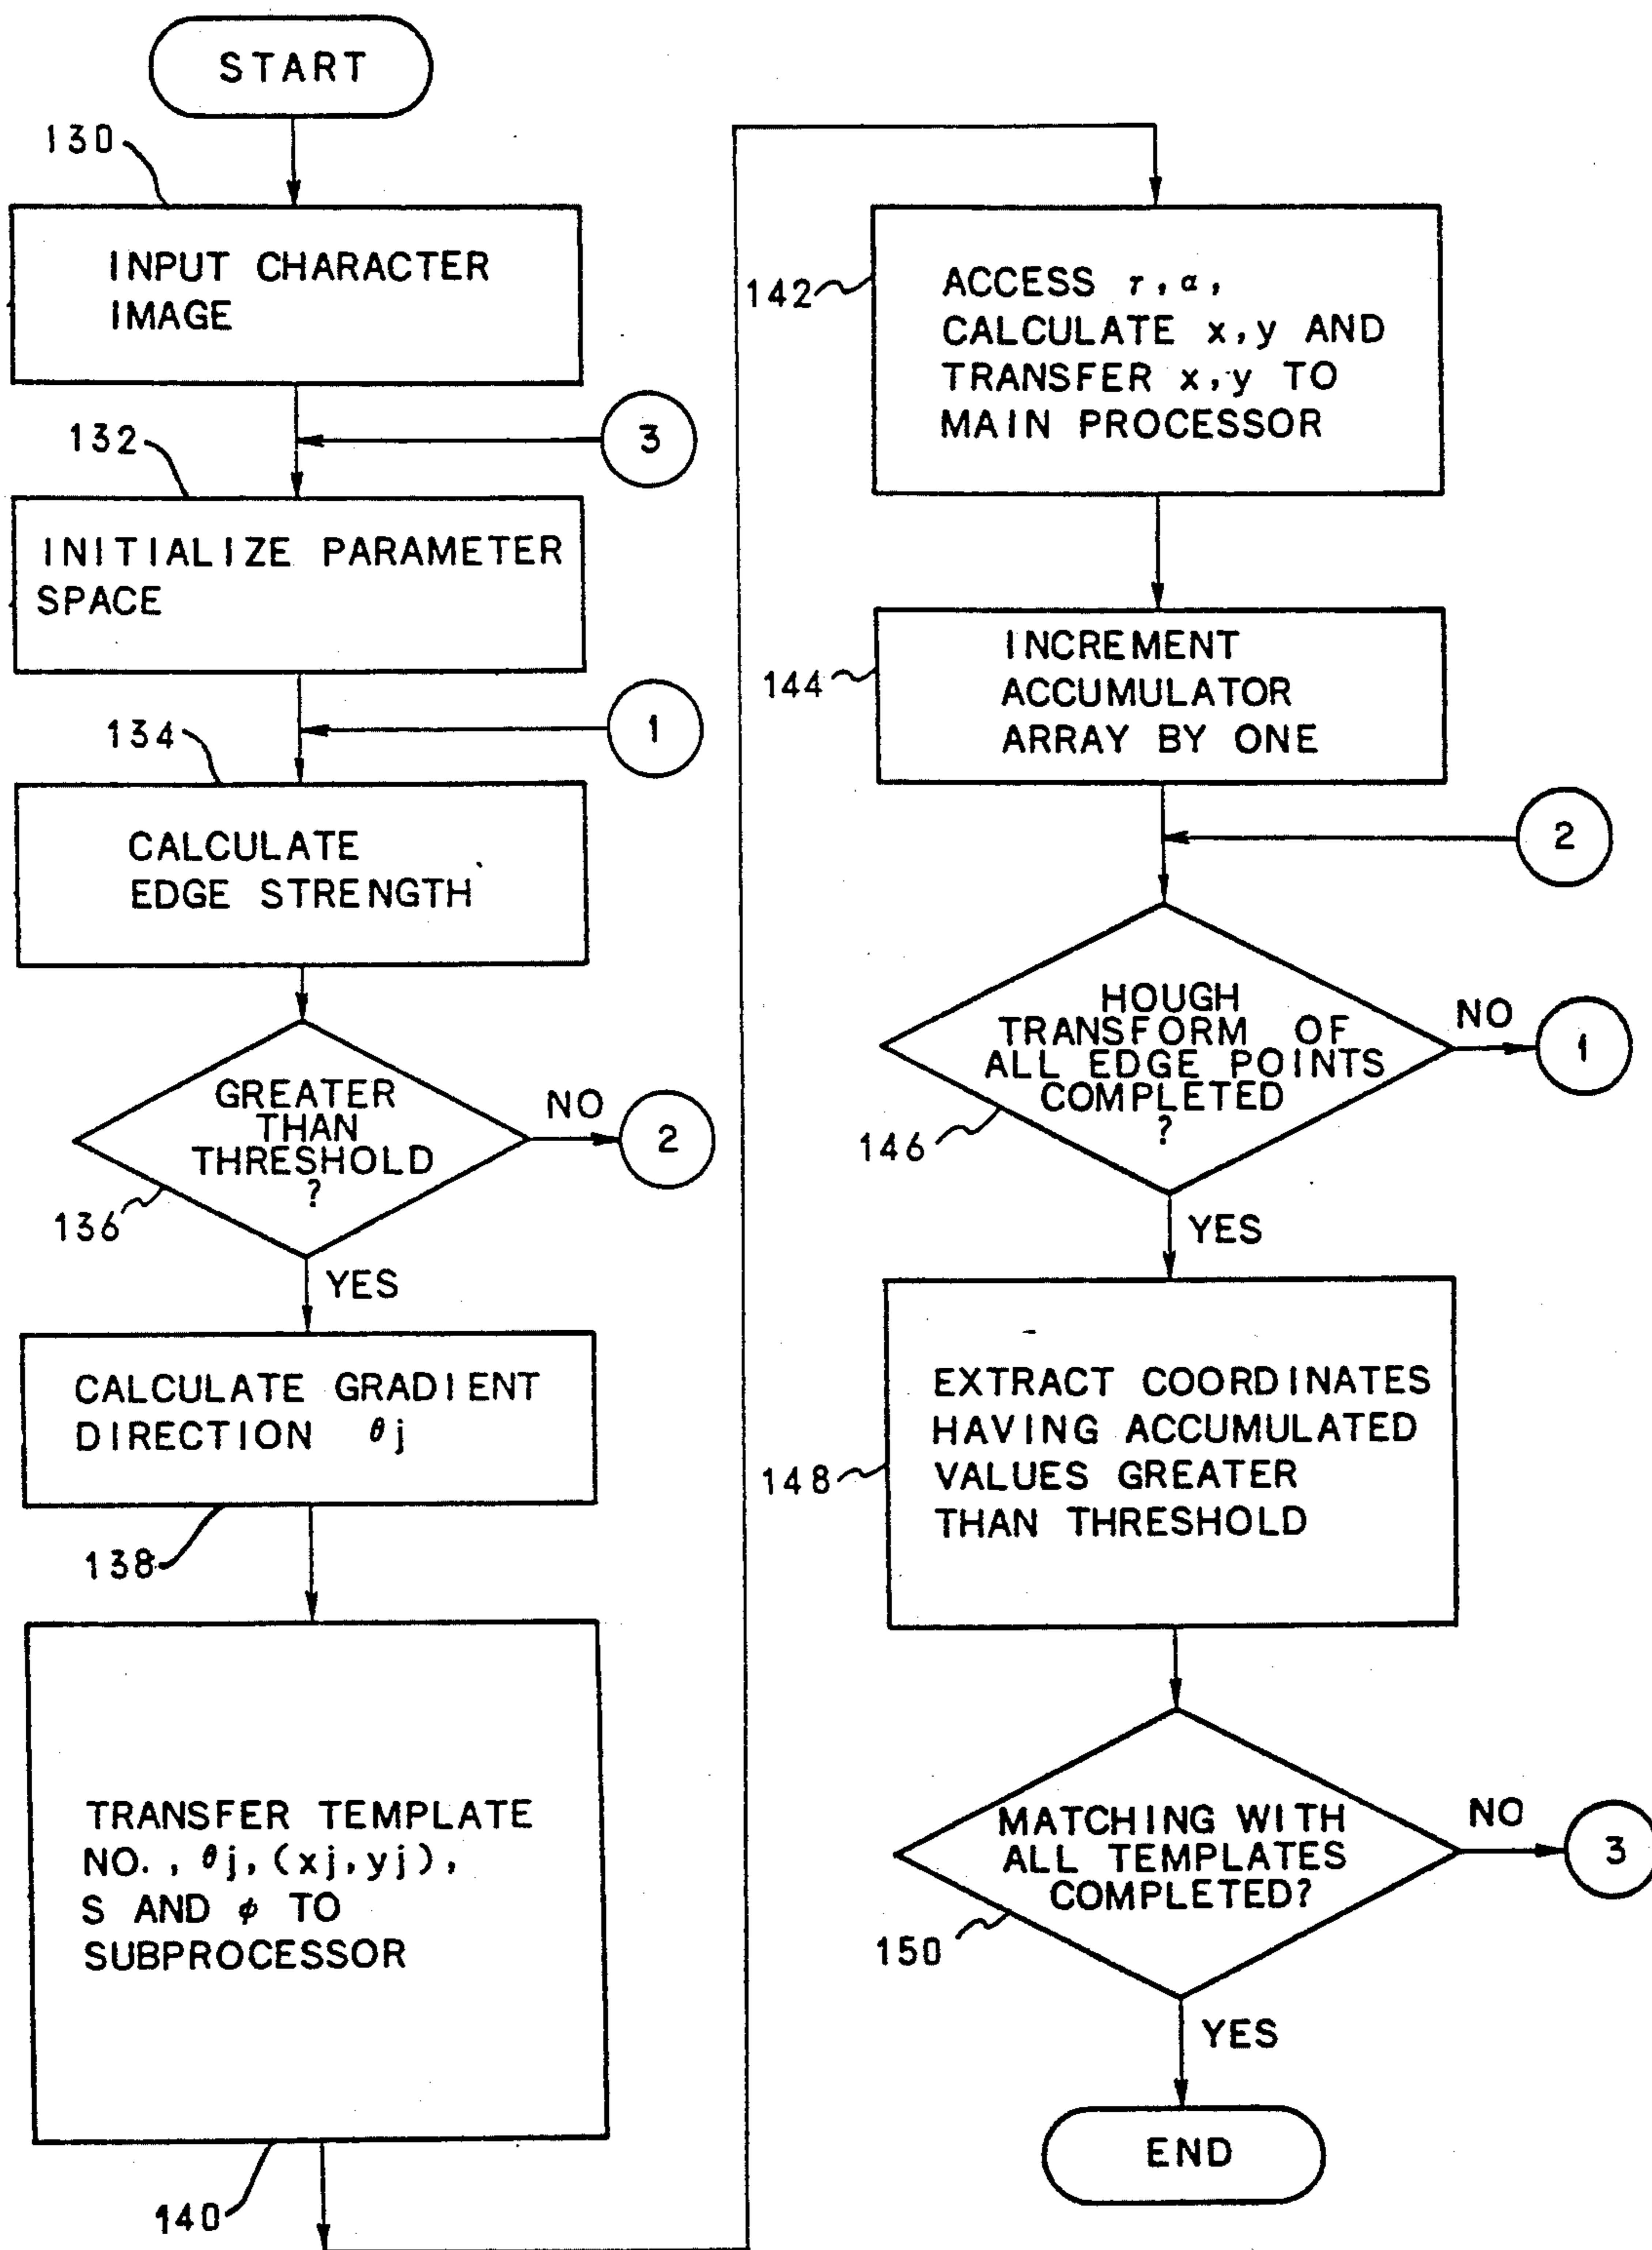 START
130
INPUT CHARACTER
IMAGE
3
132
INITIALIZE PARAMETER
SPACE
1
134
CALCULATE
EDGE STRENGTH
GREATER
THAN
THRESHOLD
?
NO
2
136
YES
CALCULATE GRADIENT
DIRECTION θj
138
TRANSFER TEMPLATE
NO., θj, (xj, yj),
S AND φ TO
SUBPROCESSOR
140
142
ACCESS r, α,
CALCULATE x, y AND
TRANSFER x, y TO
MAIN PROCESSOR
144
INCREMENT
ACCUMULATOR
ARRAY BY ONE
2
HOUGH
TRANSFORM OF
ALL EDGE POINTS
COMPLETED
?
NO
1
146
YES
148
EXTRACT COORDINATES
HAVING ACCUMULATED
VALUES GREATER
THAN THRESHOLD
MATCHING WITH
ALL TEMPLATES
COMPLETED?
NO
3
150
YES
END